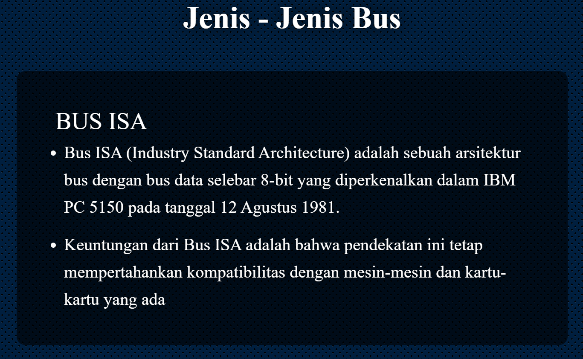 Jenis - Jenis Bus
BUS ISA
• Bus ISA (Industry Standard Architecture) adalah sebuah arsitektur
bus dengan bus data selebar 8-bit yang diperkenalkan dalam IBM
PC 5150 pada tanggal 12 Agustus 1981.
• Keuntungan dari Bus ISA adalah bahwa pendekatan ini tetap
mempertahankan kompatibilitas dengan mesin-mesin dan kartu-
kartu yang ada